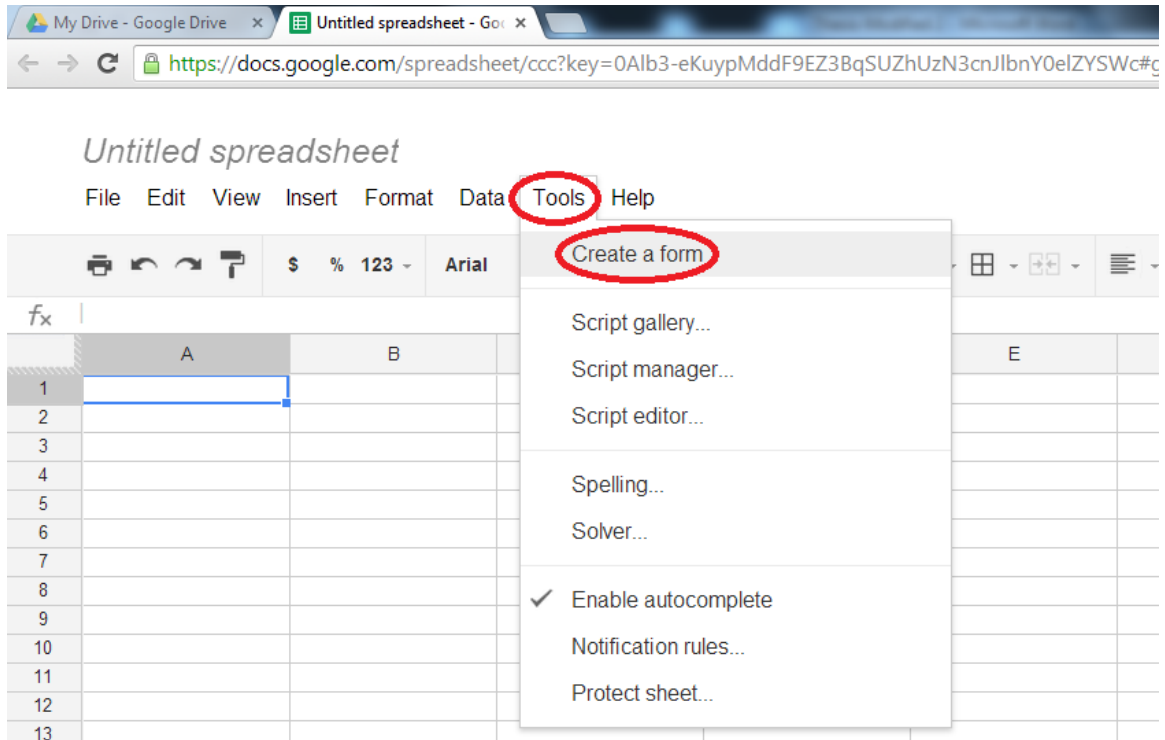 My Drive - Google Drive × Untitled spreadsheet - Goo ×
https://docs.google.com/spreadsheet/ccc?key=0Alb3-eKuypMddF9EZ3BqSUZhUzN3cnJlbnY0elZYSWc#g
Untitled spreadsheet
File Edit View Insert Format Data Tools Help
$ % 123 Arial
Create a form
fx
Script gallery...
A B E
Script manager...
1
2
Script editor...
3
4
Spelling...
5
6
Solver...
7
8
Enable autocomplete
9
10
Notification rules...
11
12
Protect sheet...
13